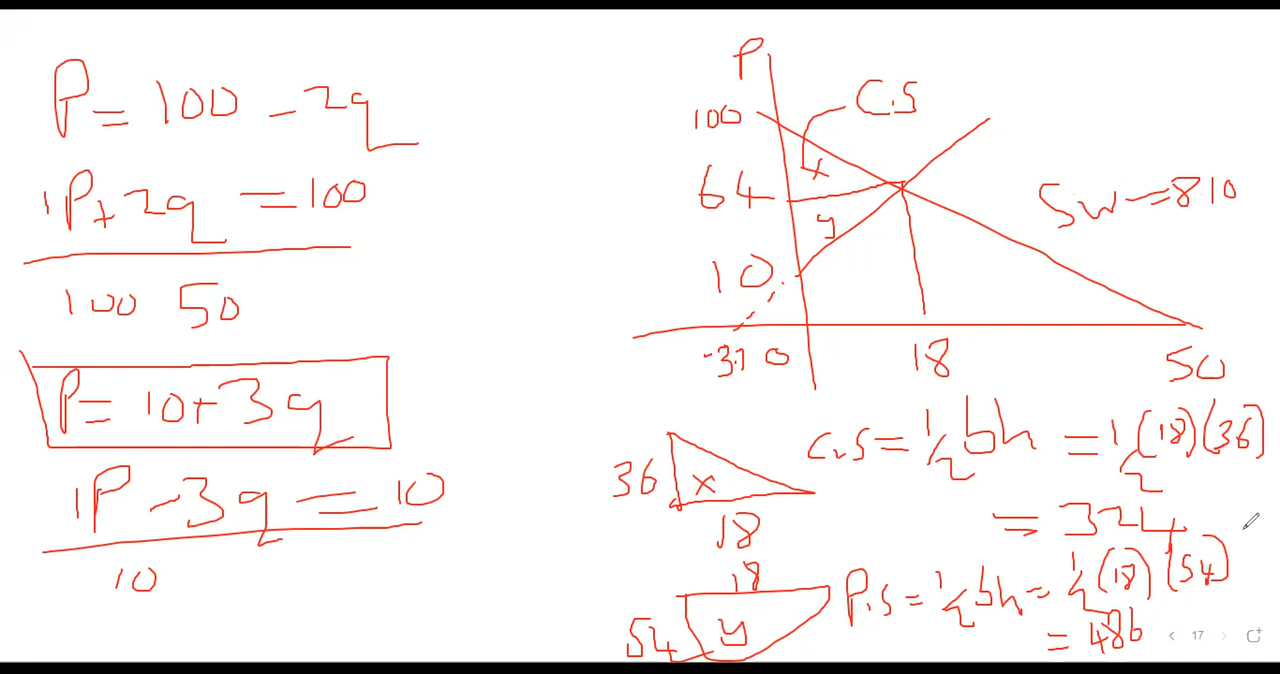 P = 100 - 2q
1P + 2q = 100
100 50
P = 10 + 3q
1P - 3q = 10
10
P
C.S
100
x
64
SW = 810
y
10
-3.7 0 18 50
C.S = 1/2 bh = 1/2 (18)(36)
36 x
18
= 324
18
P.S = 1/2 bh = 1/2 (18)(54)
54 y
= 486
17